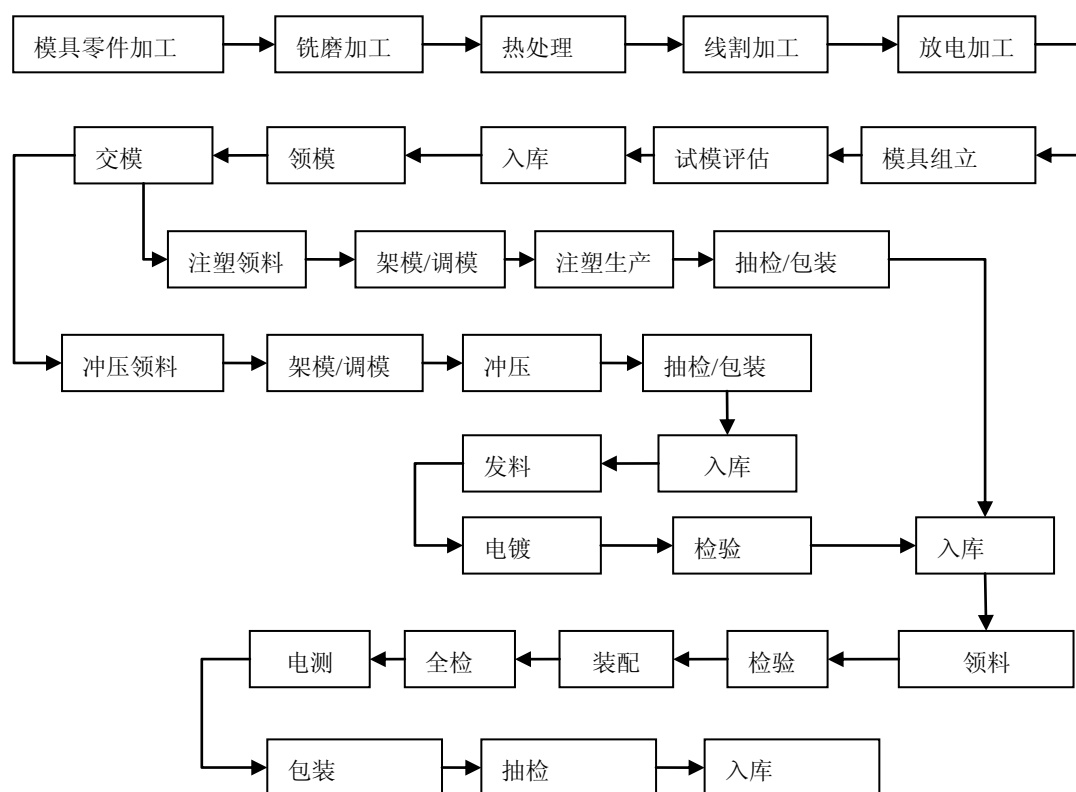 模具零件加工
铣磨加工
热处理
线割加工
放电加工
交模
领模
入库
试模评估
模具组立
注塑领料
架模/调模
注塑生产
抽检/包装
冲压领料
架模/调模
冲压
抽检/包装
发料
入库
电镀
检验
入库
电测
全检
装配
检验
领料
包装
抽检
入库